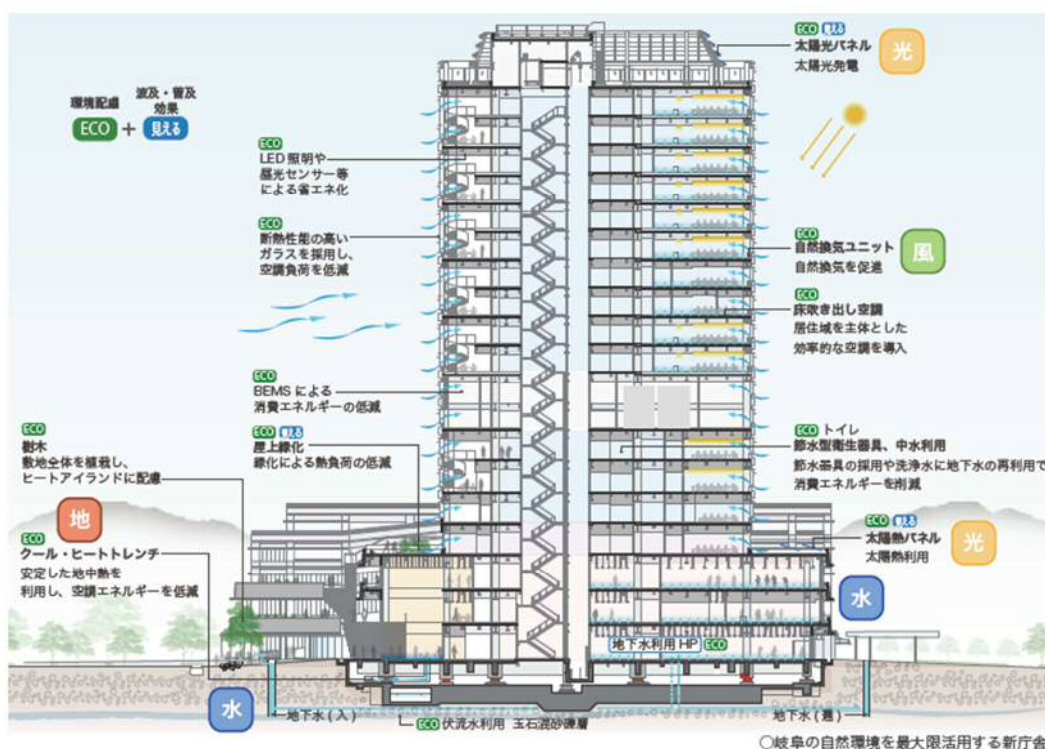 環境配慮
ECO
+
波及・普及
効果
見える
ECO 見える
太陽光パネル
太陽光発電
光
ECO
LED 照明や
昼光センサー等
による省エネ化
ECO
断熱性能の高い
ガラスを採用し、
空調負荷を低減
ECO
自然換気ユニット
自然換気を促進
風
ECO
床吹き出し空調
居住域を主体とした
効率的な空調を導入
ECO
BEMS による
消費エネルギーの低減
ECO 見える
屋上緑化
緑化による熱負荷の低減
ECO トイレ
節水型衛生器具、中水利用
節水器具の採用や洗浄水に地下水の再利用で
消費エネルギーを削減
ECO
樹木
敷地全体を植栽し、
ヒートアイランドに配慮
地
ECO
クール・ヒートトレンチ
安定した地中熱を
利用し、空調エネルギーを低減
ECO 見える
太陽熱パネル
太陽熱利用
光
水
地下水利用 HP ECO
水
地下水(入)
ECO 伏流水利用 玉石混砂礫層
地下水(還)
○岐阜の自然環境を最大限活用する新庁舎